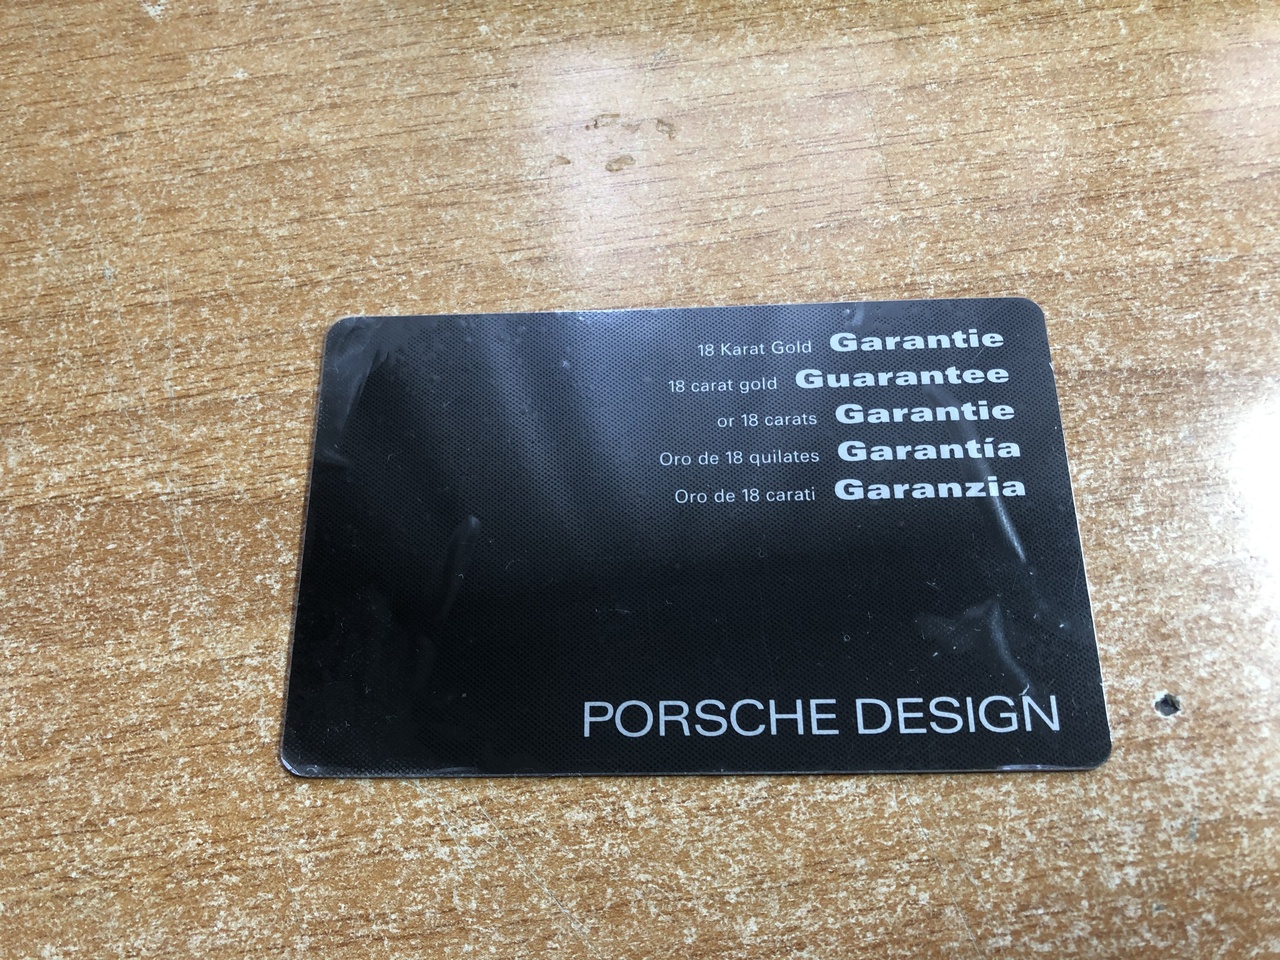 18 Karat Gold Garantie
18 carat gold Guarantee
or 18 carats Garantie
Oro de 18 quilates Garantía
Oro de 18 carati Garanzia
PORSCHE DESIGN